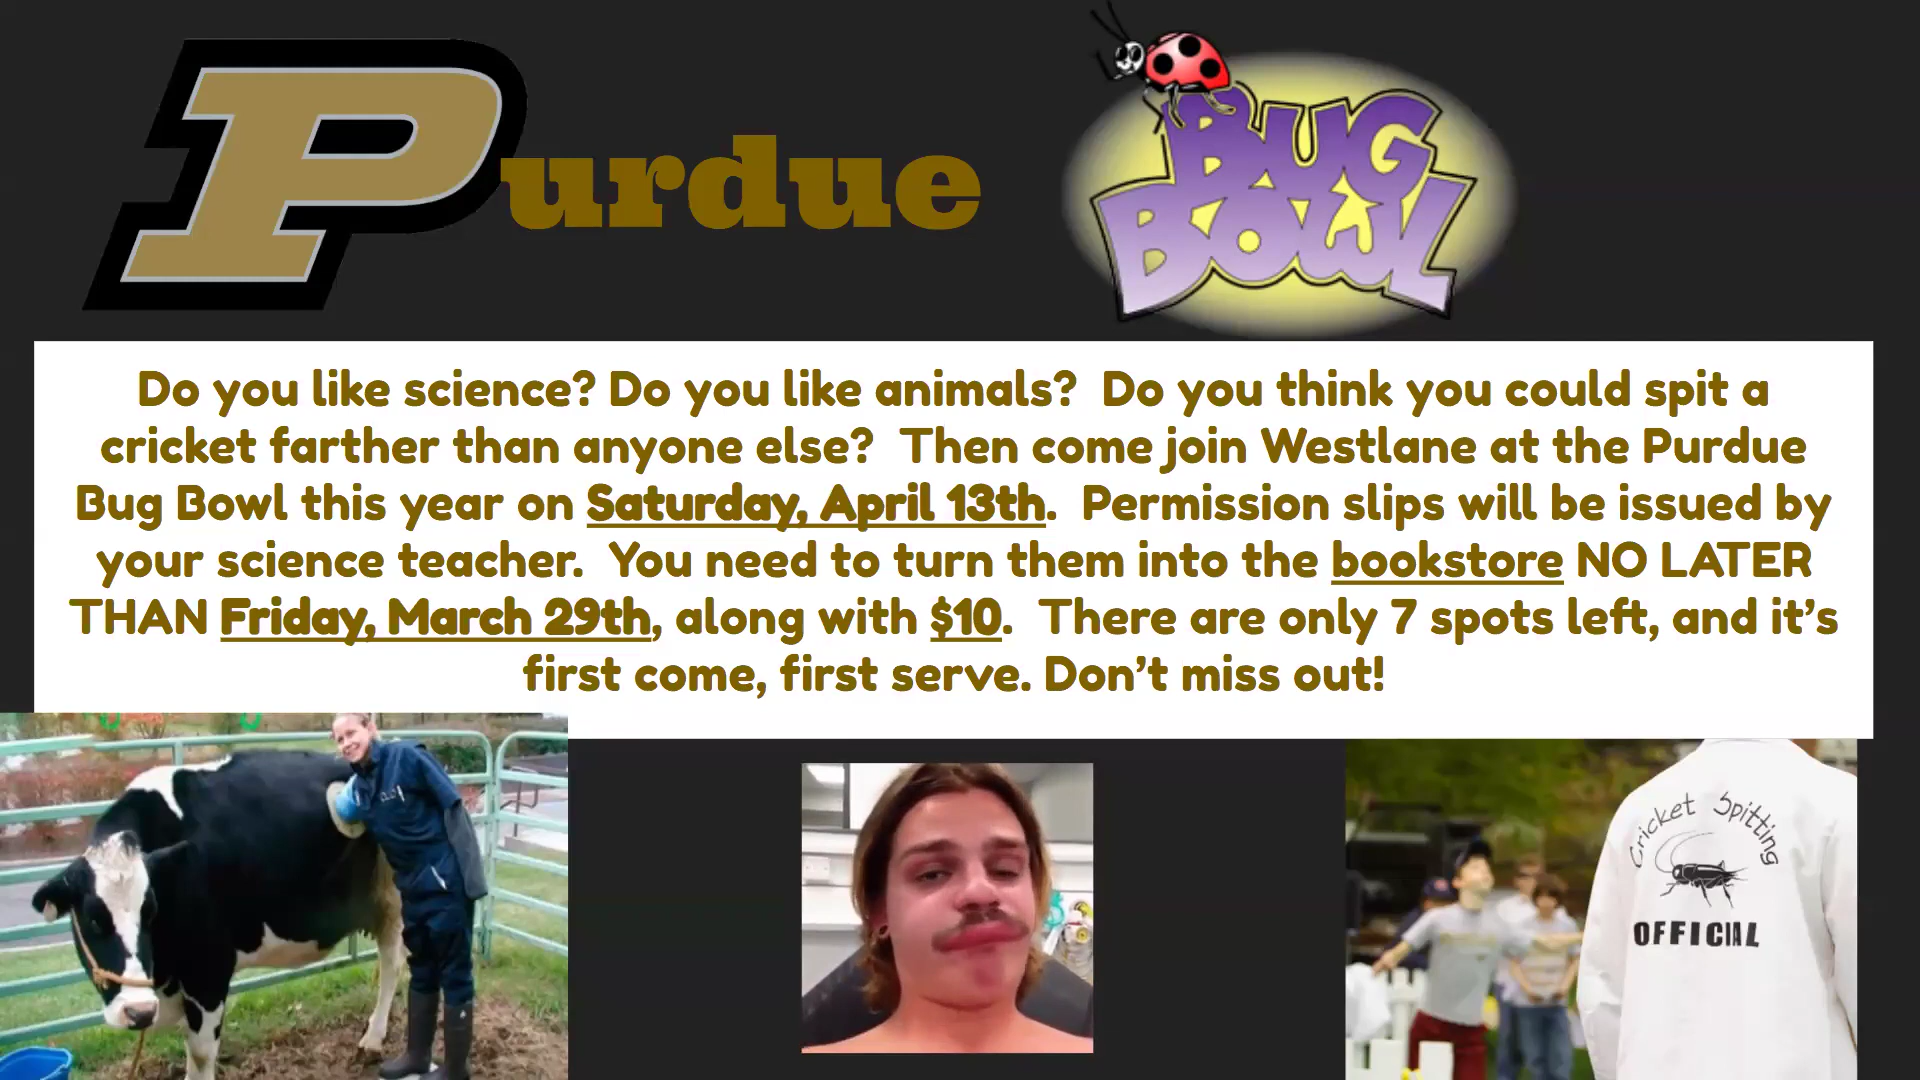 Purdue
BUG
BOWL
Do you like science? Do you like animals?  Do you think you could spit a
cricket farther than anyone else?  Then come join Westlane at the Purdue
Bug Bowl this year on Saturday, April 13th.  Permission slips will be issued by
your science teacher.  You need to turn them into the bookstore NO LATER
THAN Friday, March 29th, along with $10.  There are only 7 spots left, and it’s
first come, first serve. Don’t miss out!
Cricket Spitting
OFFICIAL